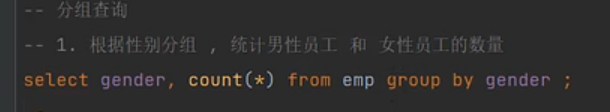 -- 分组查询
-- 1. 根据性别分组 , 统计男性员工 和 女性员工的数量
select gender, count(*) from emp group by gender ;